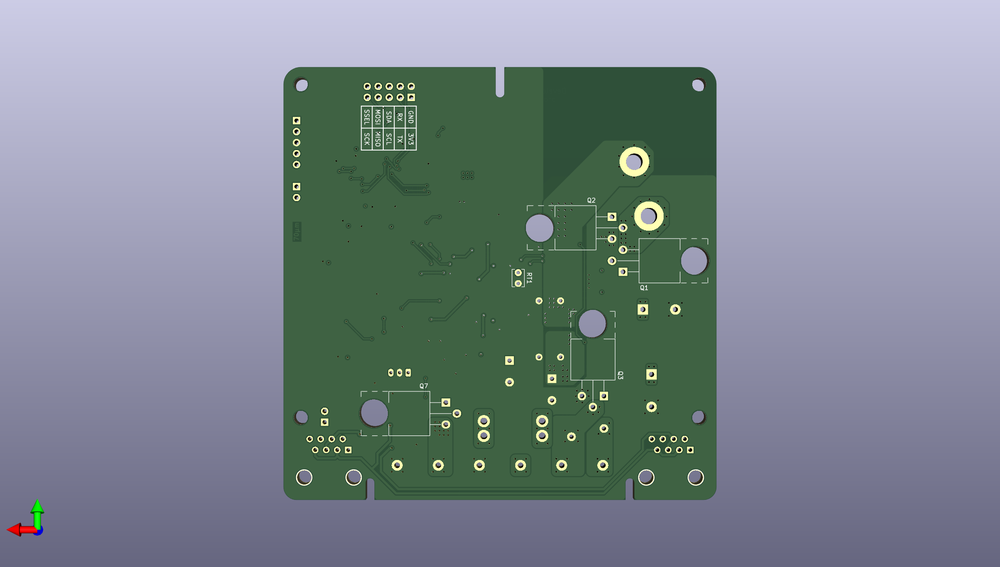 SSEL MOSI SDA RX GND
SCK MISO SCL TX 3V3
Q2
Q1
RT1
Q3
Q7